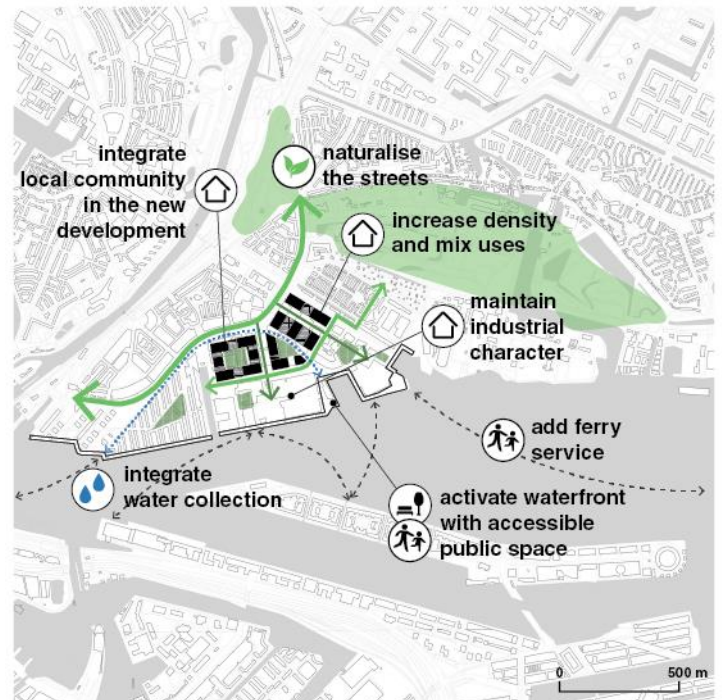 integrate
local community
in the new
development
naturalise
the streets
increase density
and mix uses
maintain
industrial
character
add ferry
service
integrate
water collection
activate waterfront
with accessible
public space
0
500 m